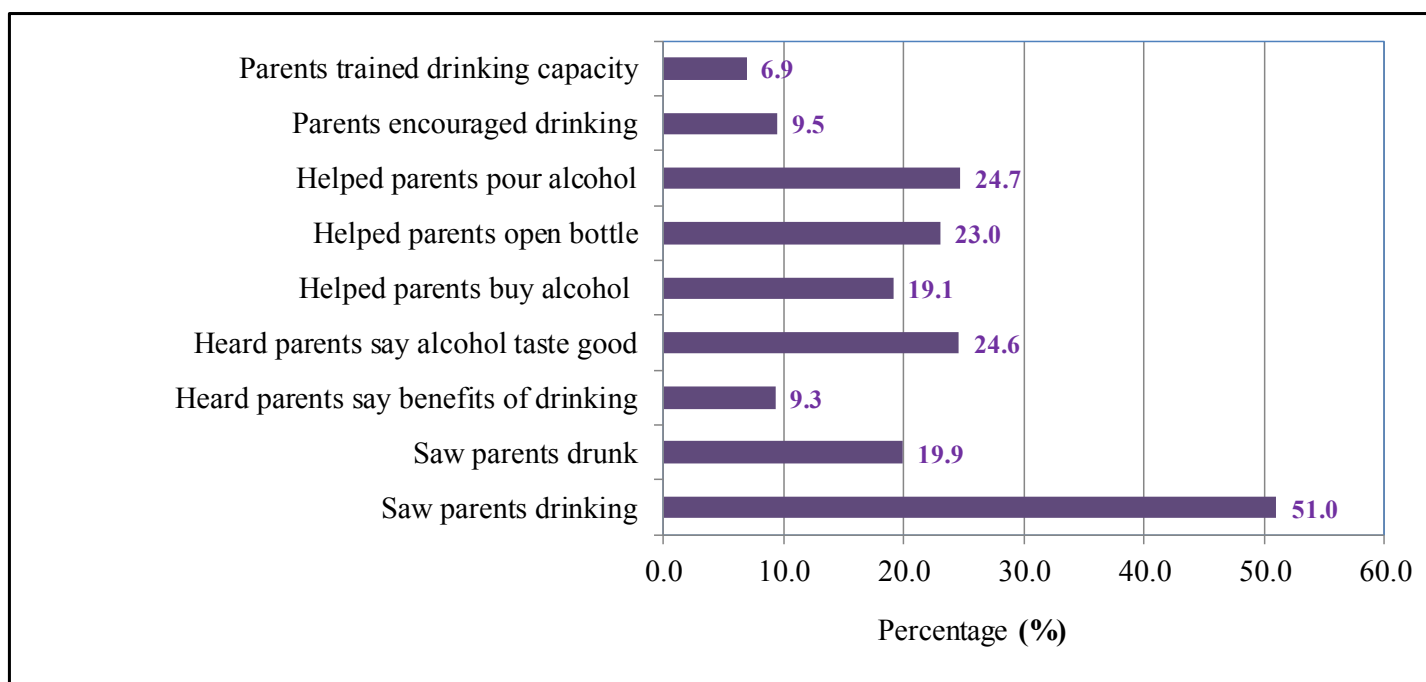 Parents trained drinking capacity 6.9
Parents encouraged drinking 9.5
Helped parents pour alcohol 24.7
Helped parents open bottle 23.0
Helped parents buy alcohol 19.1
Heard parents say alcohol taste good 24.6
Heard parents say benefits of drinking 9.3
Saw parents drunk 19.9
Saw parents drinking 51.0
0.0 10.0 20.0 30.0 40.0 50.0 60.0
Percentage (%)